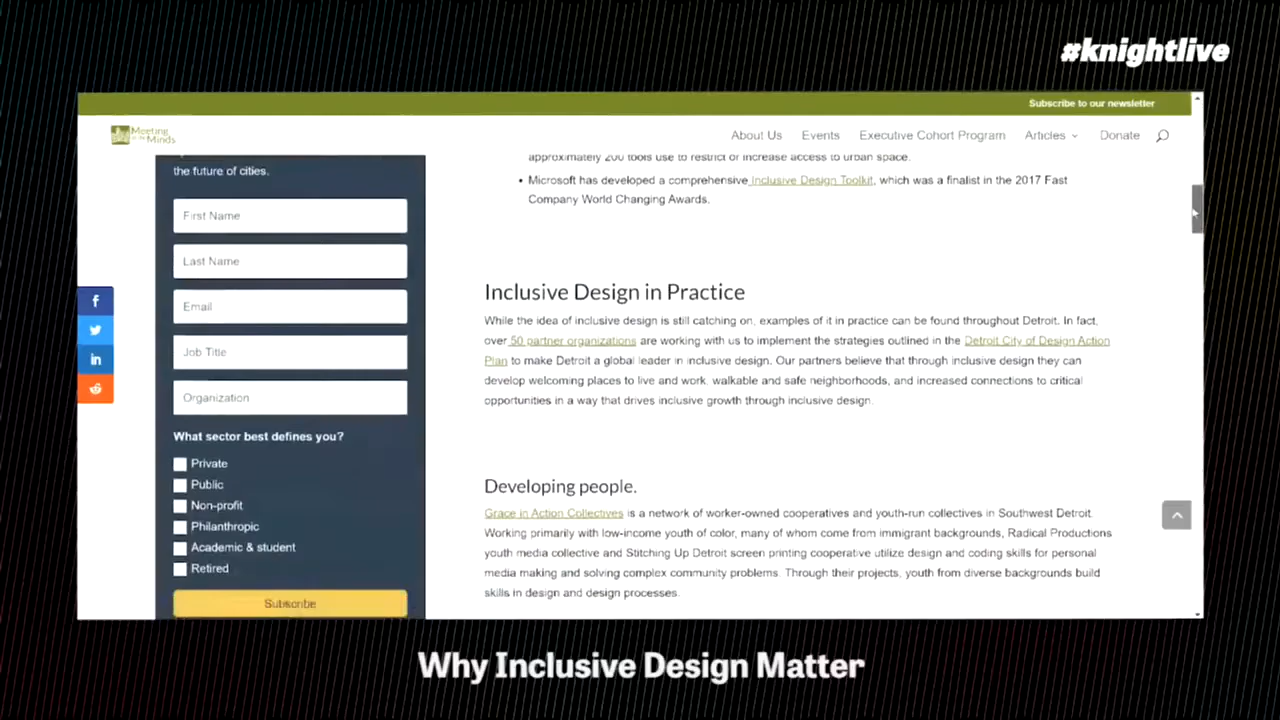 #knightlive
Subscribe to our newsletter
Meeting of the Minds
About Us Events Executive Cohort Program Articles Donate
the future of cities.
First Name
Last Name
Email
Job Title
Organization
What sector best defines you?
Private
Public
Non-profit
Philanthropic
Academic & student
Retired
Subscribe
approximately 200 tools use to restrict or increase access to urban space.
• Microsoft has developed a comprehensive Inclusive Design Toolkit, which was a finalist in the 2017 Fast
Company World Changing Awards.
Inclusive Design in Practice
While the idea of inclusive design is still catching on, examples of it in practice can be found throughout Detroit. In fact,
over 50 partner organizations are working with us to implement the strategies outlined in the Detroit City of Design Action
Plan to make Detroit a global leader in inclusive design. Our partners believe that through inclusive design they can
develop welcoming places to live and work, walkable and safe neighborhoods, and increased connections to critical
opportunities in a way that drives inclusive growth through inclusive design.
Developing people.
Grace in Action Collectives is a network of worker-owned cooperatives and youth-run collectives in Southwest Detroit.
Working primarily with low-income youth of color, many of whom come from immigrant backgrounds, Radical Productions
youth media collective and Stitching Up Detroit screen printing cooperative utilize design and coding skills for personal
media making and solving complex community problems. Through their projects, youth from diverse backgrounds build
skills in design and design processes.
Why Inclusive Design Matter